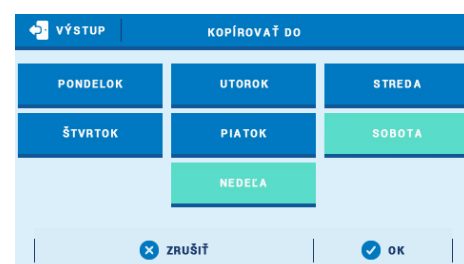 VÝSTUP KOPÍROVAŤ DO
PONDELOK UTOROK STREDA
ŠTVRTOK PIATOK SOBOTA
NEDEĽA
ZRUŠIŤ OK